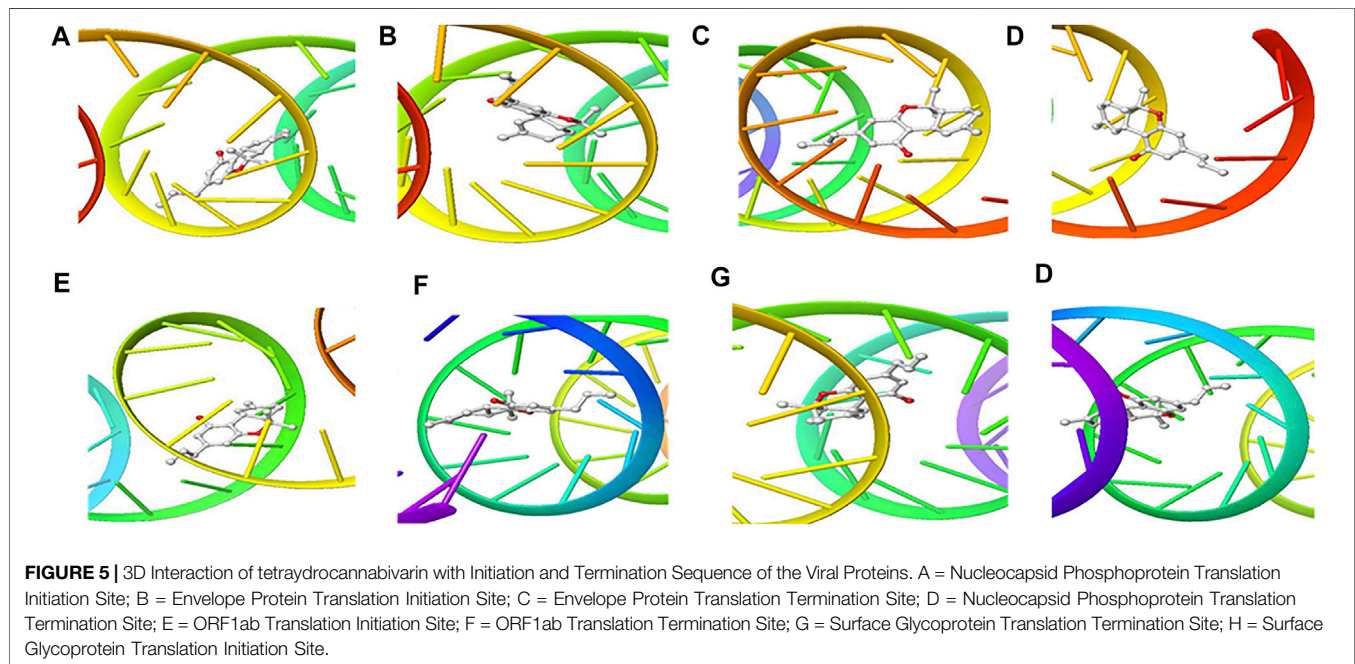 A
B
C
D
E
F
G
D
FIGURE 5 | 3D Interaction of tetraydrocannabivarin with Initiation and Termination Sequence of the Viral Proteins. A = Nucleocapsid Phosphoprotein Translation
Initiation Site; B = Envelope Protein Translation Initiation Site; C = Envelope Protein Translation Termination Site; D = Nucleocapsid Phosphoprotein Translation
Termination Site; E = ORF1ab Translation Initiation Site; F = ORF1ab Translation Termination Site; G = Surface Glycoprotein Translation Termination Site; H = Surface
Glycoprotein Translation Initiation Site.